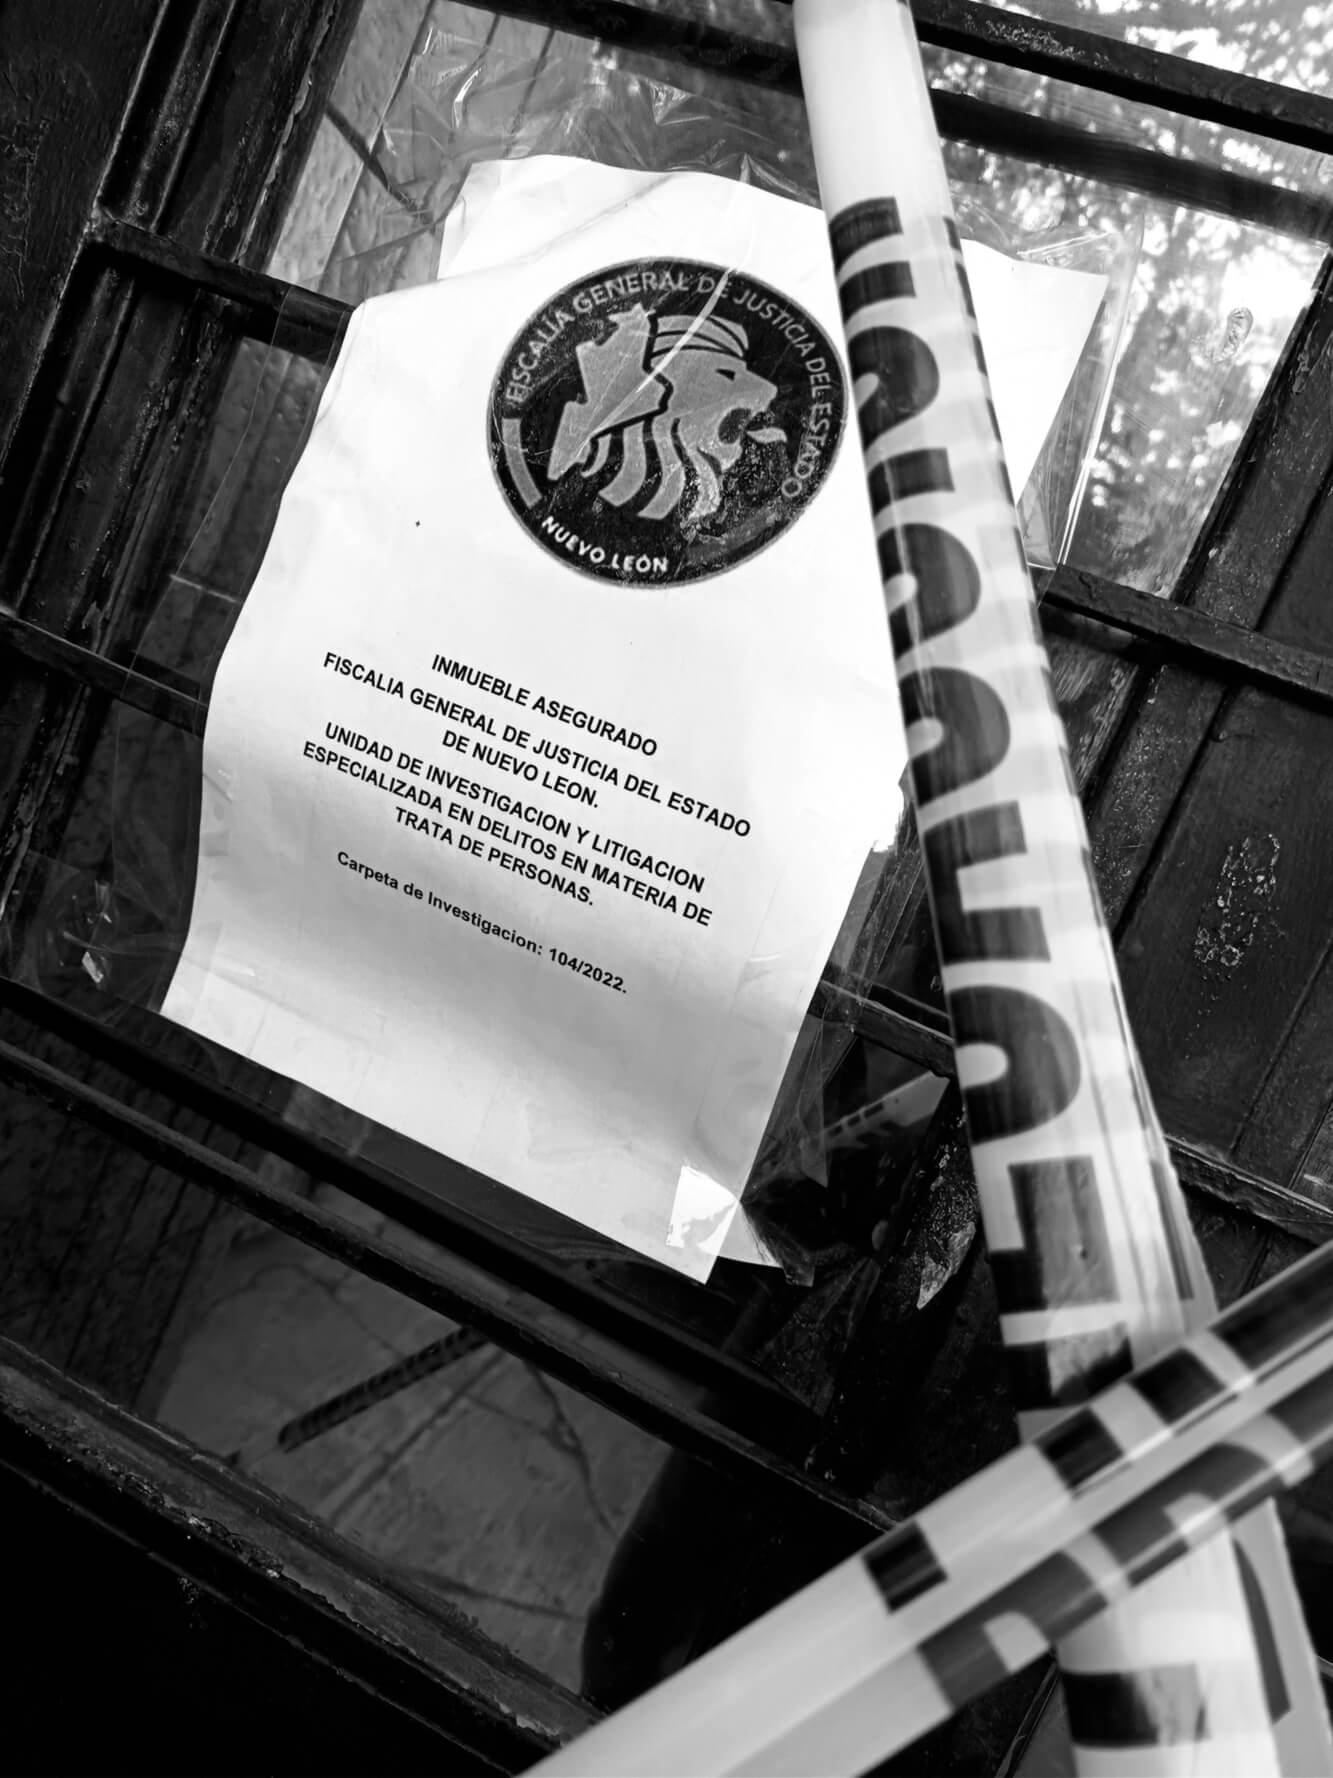 FISCALIA GENERAL DE JUSTICIA DEL ESTADO
NUEVO LEÓN
INMUEBLE ASEGURADO
FISCALIA GENERAL DE JUSTICIA DEL ESTADO
DE NUEVO LEON.
UNIDAD DE INVESTIGACION Y LITIGACION
ESPECIALIZADA EN DELITOS EN MATERIA DE
TRATA DE PERSONAS.
Carpeta de Investigacion: 104/2022.